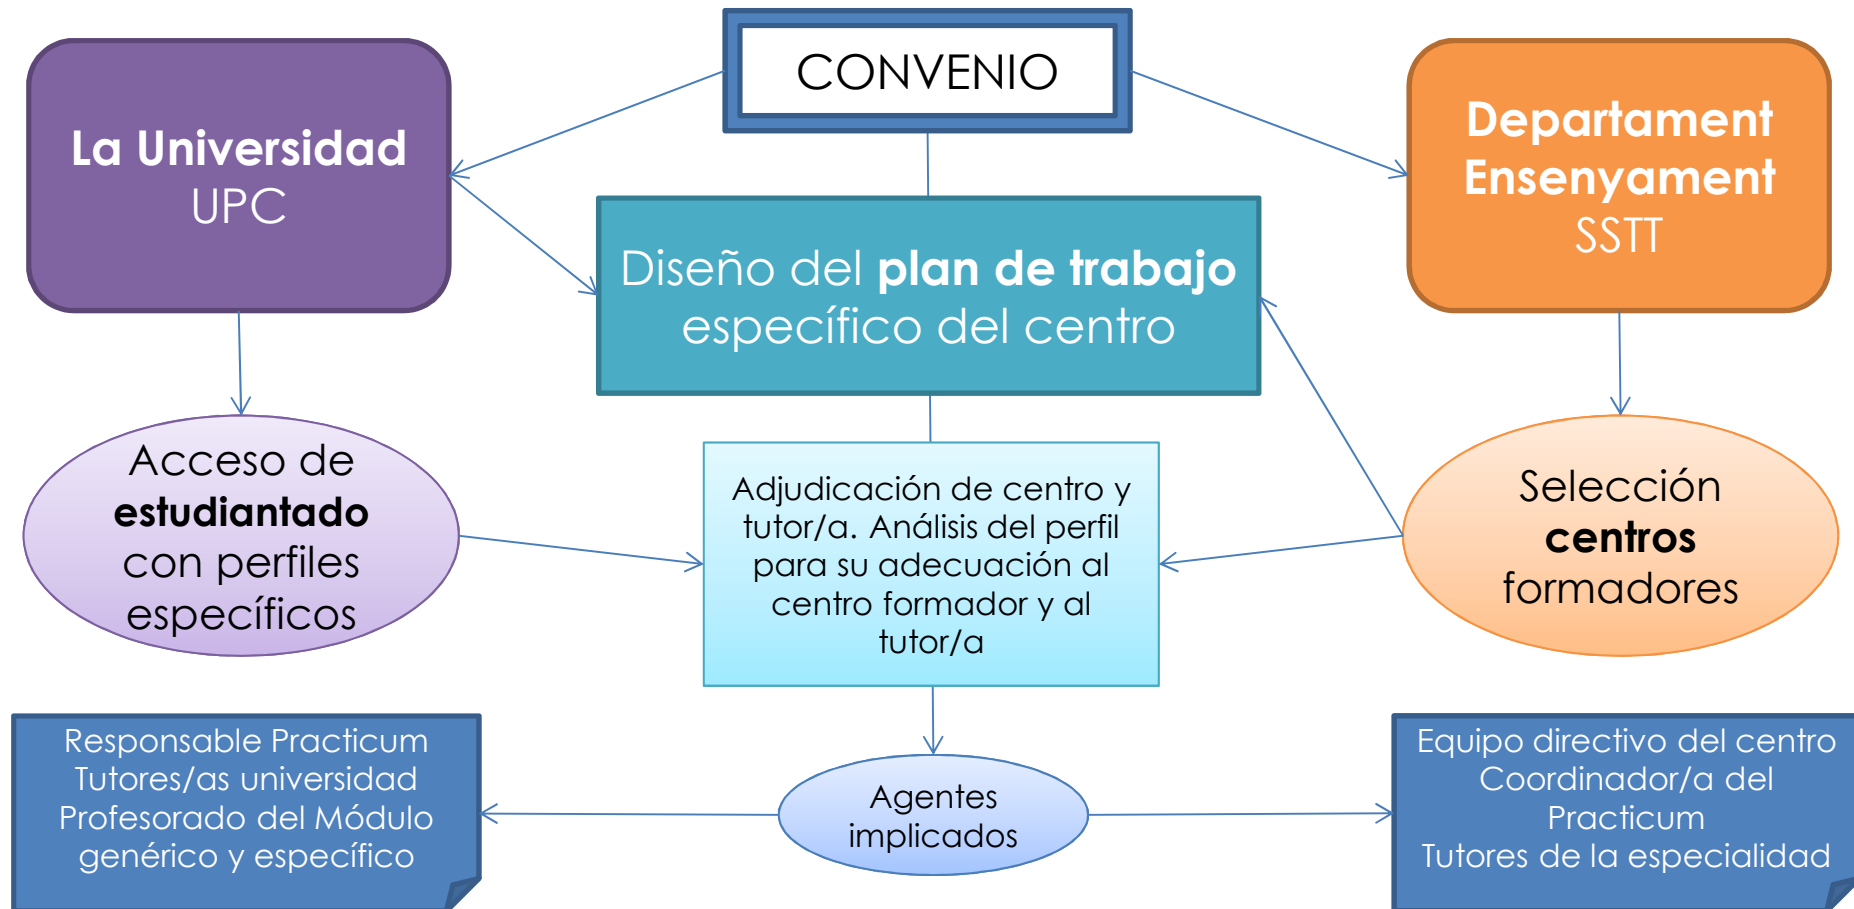 CONVENIO
La Universidad
UPC
Departament
Ensenyament
SSTT
Diseño del plan de trabajo
específico del centro
Acceso de
estudiantado
con perfiles
específicos
Adjudicación de centro y
tutor/a. Análisis del perfil
para su adecuación al
centro formador y al
tutor/a
Selección
centros
formadores
Responsable Practicum
Tutores/as universidad
Profesorado del Módulo
genérico y específico
Agentes
implicados
Equipo directivo del centro
Coordinador/a del
Practicum
Tutores de la especialidad